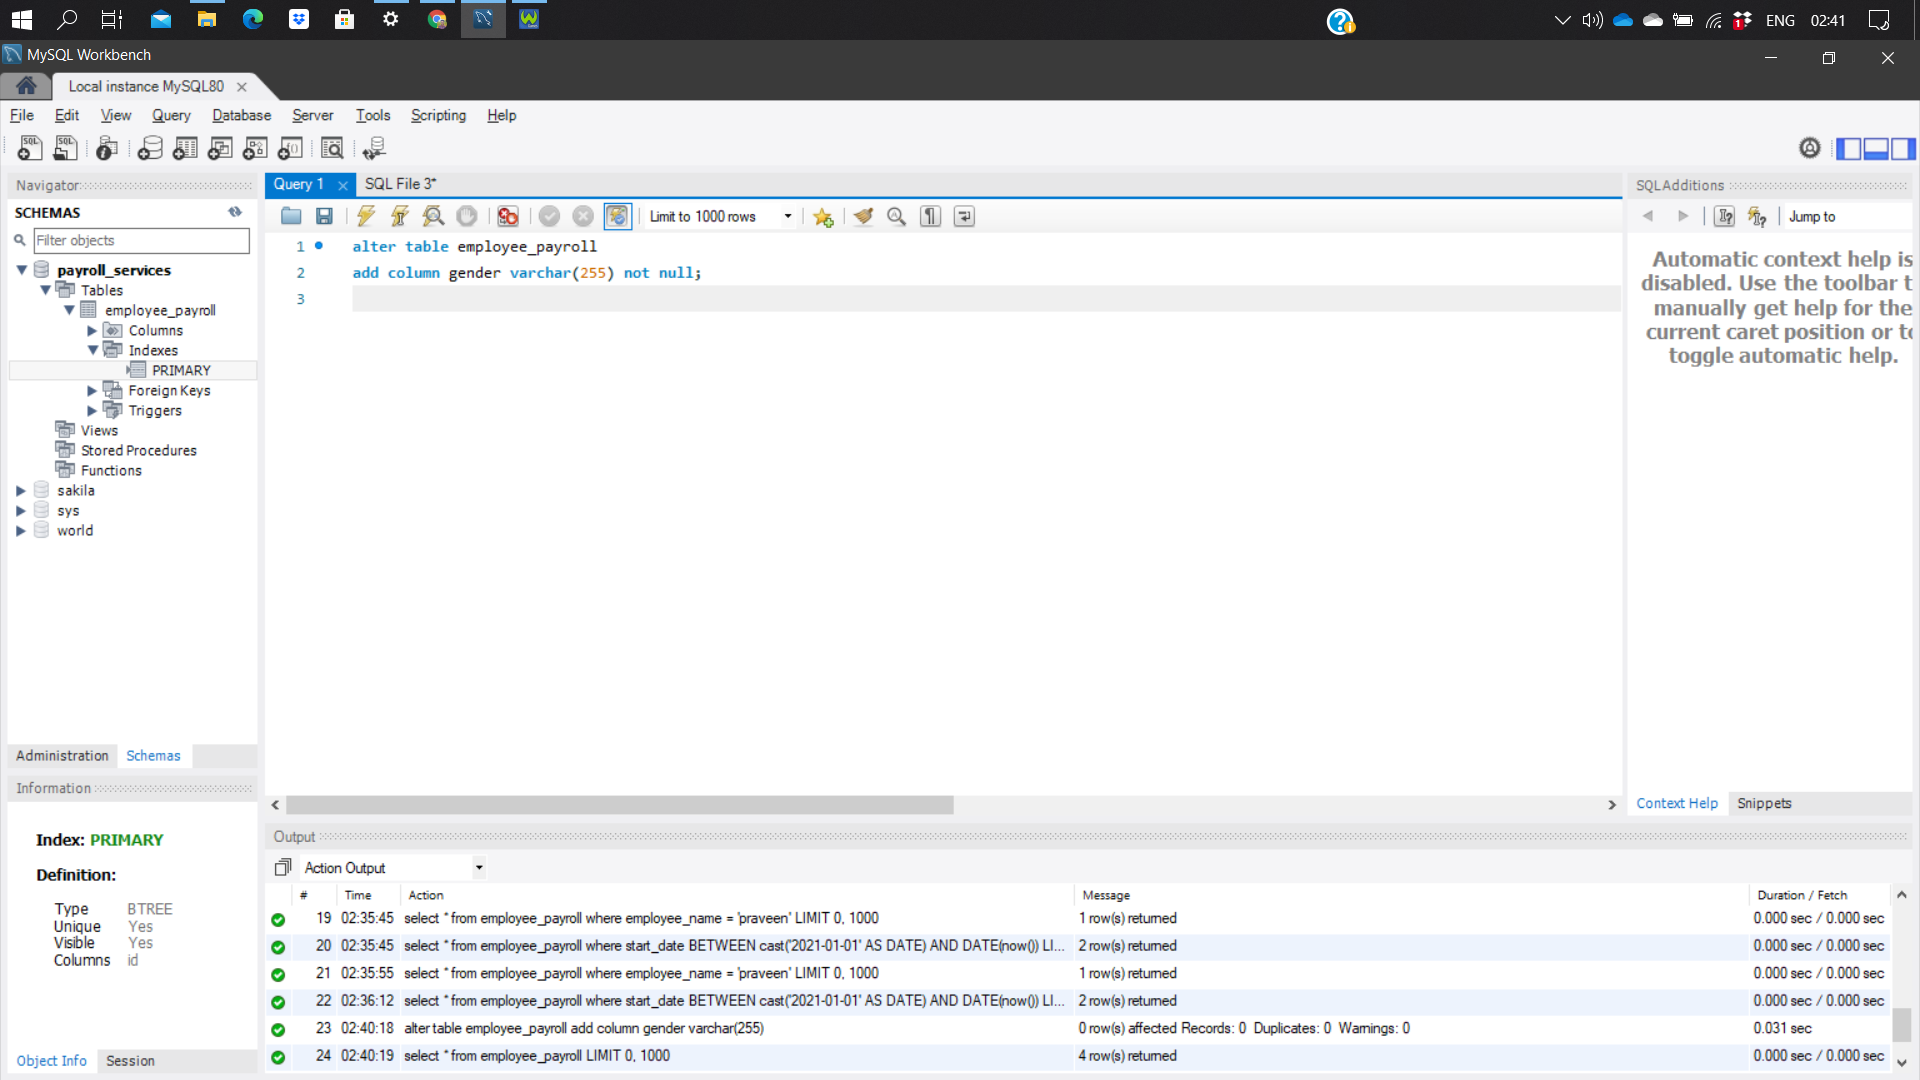 ENG 02:41
MySQL Workbench
Local instance MySQL80
File Edit View Query Database Server Tools Scripting Help
Navigator
SCHEMAS
Filter objects
payroll_services
Tables
employee_payroll
Columns
Indexes
PRIMARY
Foreign Keys
Triggers
Views
Stored Procedures
Functions
sakila
sys
world
Administration Schemas
Information
Index: PRIMARY
Definition:
Type BTREE
Unique Yes
Visible Yes
Columns id
Object Info Session
Query 1 SQL File 3*
Limit to 1000 rows
1 alter table employee_payroll
2 add column gender varchar(255) not null;
3
SQLAdditions
Jump to
Automatic context help is
disabled. Use the toolbar t
manually get help for the
current caret position or to
toggle automatic help.
Context Help Snippets
Output
Action Output
# Time Action Message Duration / Fetch
19 02:35:45 select * from employee_payroll where employee_name = 'praveen' LIMIT 0, 1000 1 row(s) returned 0.000 sec / 0.000 sec
20 02:35:45 select * from employee_payroll where start_date BETWEEN cast('2021-01-01' AS DATE) AND DATE(now()) LI... 2 row(s) returned 0.000 sec / 0.000 sec
21 02:35:55 select * from employee_payroll where employee_name = 'praveen' LIMIT 0, 1000 1 row(s) returned 0.000 sec / 0.000 sec
22 02:36:12 select * from employee_payroll where start_date BETWEEN cast('2021-01-01' AS DATE) AND DATE(now()) LI... 2 row(s) returned 0.000 sec / 0.000 sec
23 02:40:18 alter table employee_payroll add column gender varchar(255) 0 row(s) affected Records: 0 Duplicates: 0 Warnings: 0 0.031 sec
24 02:40:19 select * from employee_payroll LIMIT 0, 1000 4 row(s) returned 0.000 sec / 0.000 sec